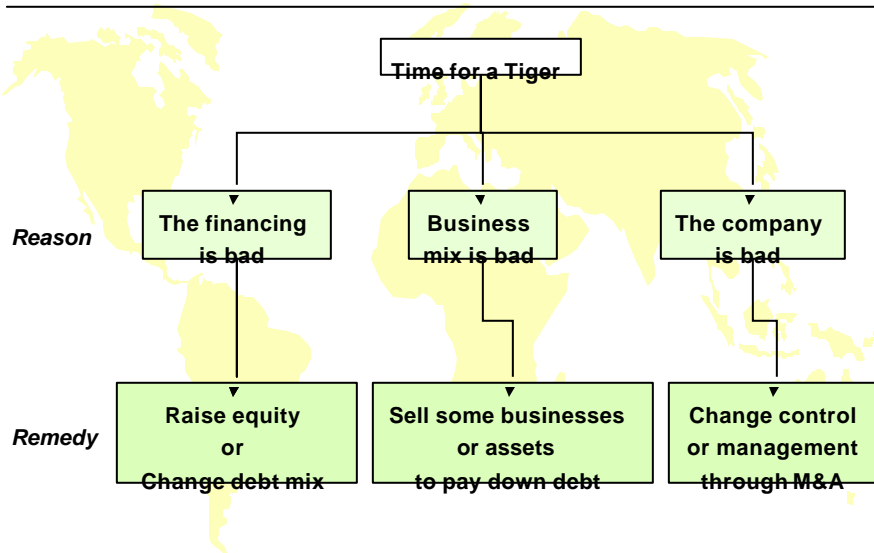 Time for a Tiger
Reason
The financing
is bad
Business
mix is bad
The company
is bad
Remedy
Raise equity
or
Change debt mix
Sell some businesses
or assets
to pay down debt
Change control
or management
through M&A